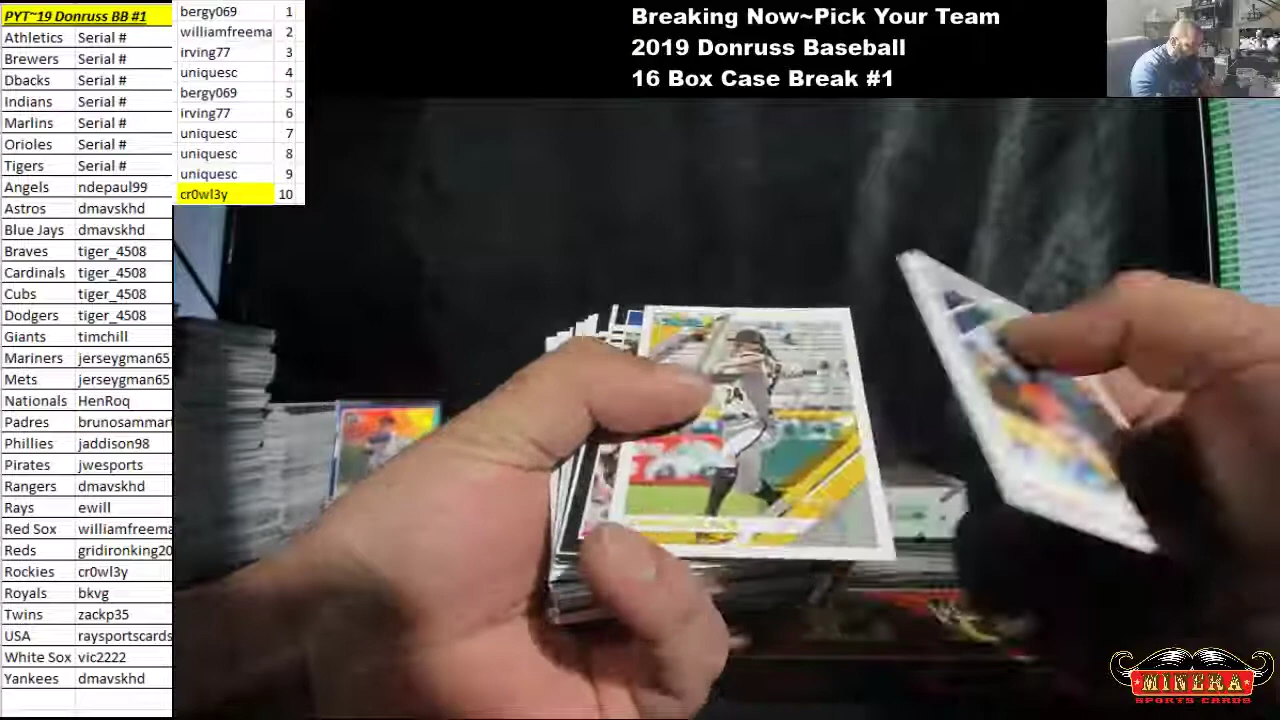 PYT~19 Donruss BB #1
Athletics Serial #
Brewers Serial #
Dbacks Serial #
Indians Serial #
Marlins Serial #
Orioles Serial #
Tigers Serial #
Angels ndepaul99
Astros dmavskhd
Blue Jays dmavskhd
Braves tiger_4508
Cardinals tiger_4508
Cubs tiger_4508
Dodgers tiger_4508
Giants timchill
Mariners jerseygman65
Mets jerseygman65
Nationals HenRoq
Padres brunosammar
Phillies jaddison98
Pirates jwesports
Rangers dmavskhd
Rays ewill
Red Sox williamfreema
Reds gridironking20
Rockies cr0wl3y
Royals bkvg
Twins zackp35
USA raysportscards
White Sox vic2222
Yankees dmavskhd
bergy069 1
williamfreema 2
irving77 3
uniquesc 4
bergy069 5
irving77 6
uniquesc 7
uniquesc 8
uniquesc 9
cr0wl3y 10
Breaking Now~Pick Your Team
2019 Donruss Baseball
16 Box Case Break #1
24
MINERA
SPORTS CARDS